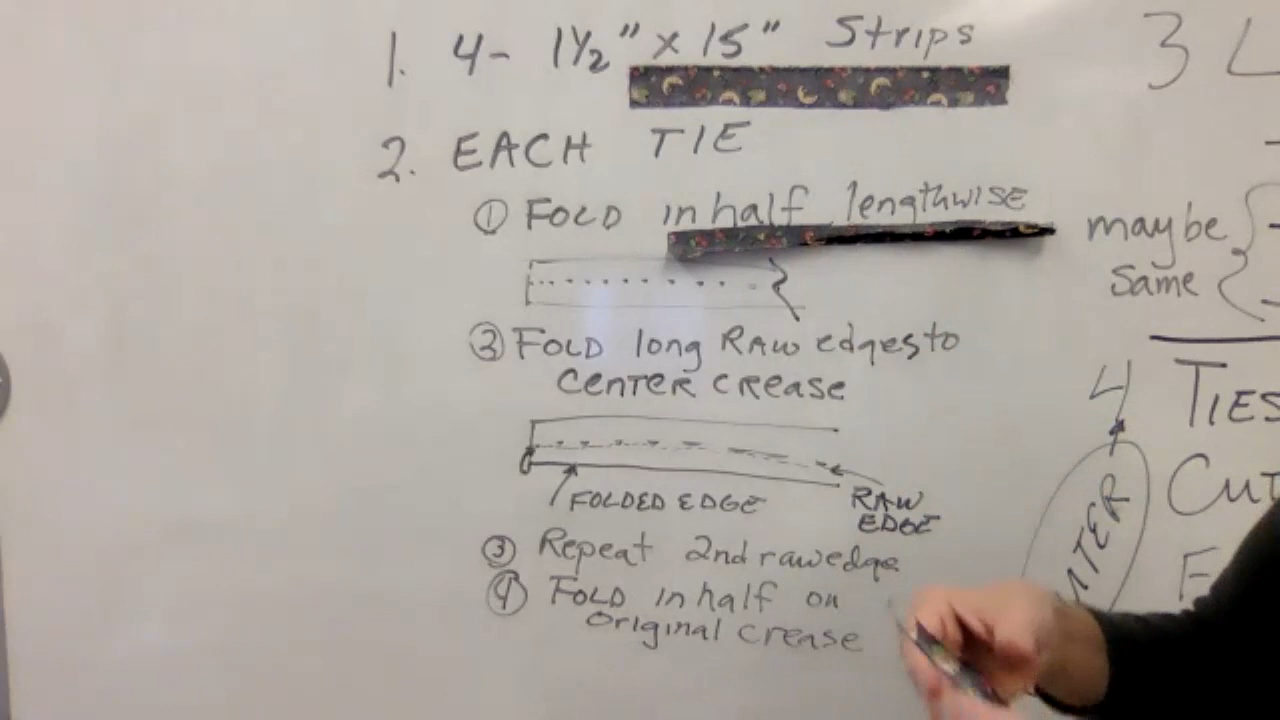 1. 4- 1½" x 15" Strips
2. EACH TIE
① FOLD in half lengthwise
② FOLD long RAW edges to
CENTER CREASE
FOLDED EDGE
RAW
EDGE
③ Repeat 2nd raw edge
④ FOLD in half on
original crease
3 L
maybe
same
4 TIES
CUT
F